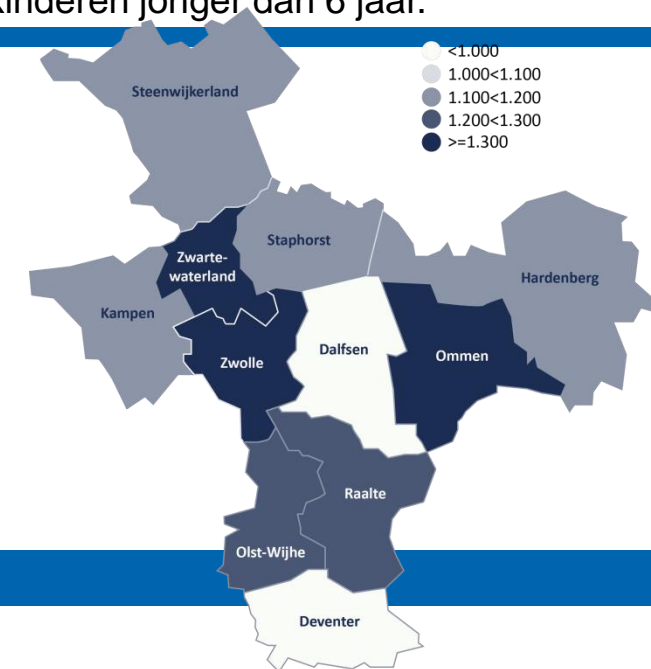 kinderen jonger dan 6 jaar.
<1.000
1.000<1.100
1.100<1.200
1.200<1.300
>=1.300
Steenwijkerland
Staphorst
Zwarte-
waterland
Hardenberg
Kampen
Dalfsen
Ommen
Zwolle
Raalte
Olst-Wijhe
Deventer